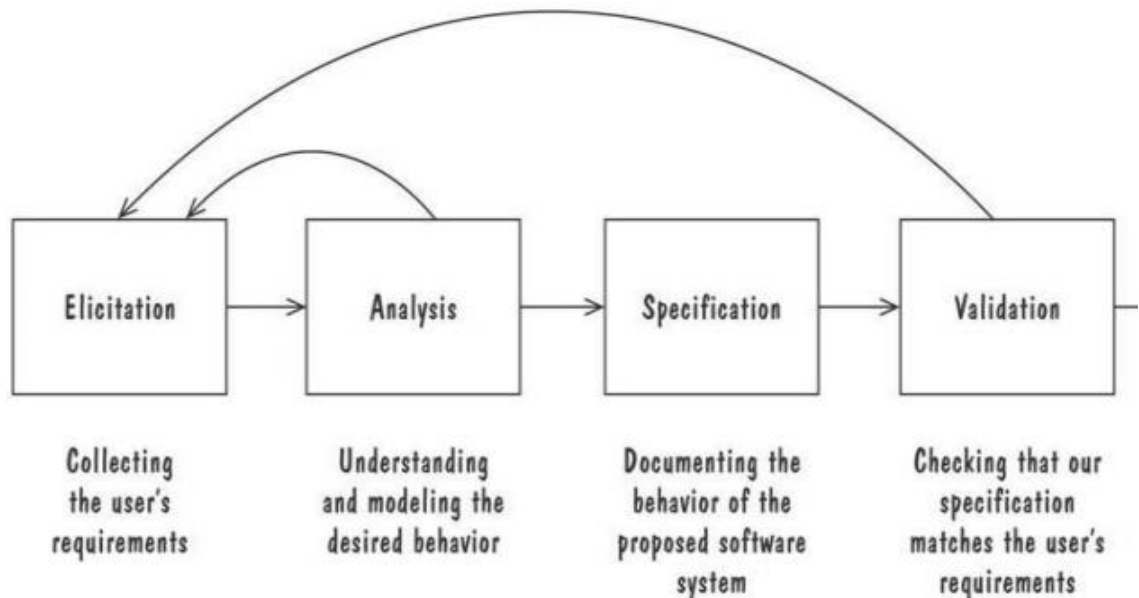 Elicitation
Analysis
Specification
Validation
Collecting
the user's
requirements
Understanding
and modeling the
desired behavior
Documenting the
behavior of the
proposed software
system
Checking that our
specification
matches the user's
requirements